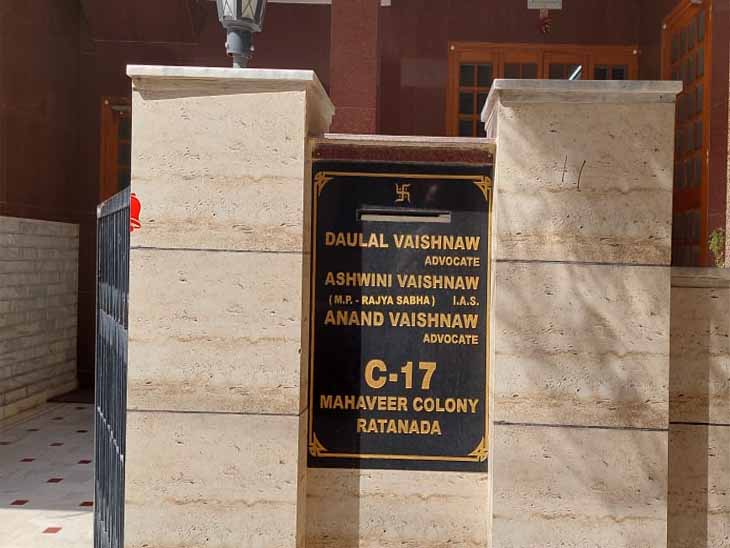 DAULAL VAISHNAW
ADVOCATE
ASHWINI VAISHNAW
( M.P. - RAJYA SABHA ) I.A.S.
ANAND VAISHNAW
ADVOCATE
C-17
MAHAVEER COLONY
RATANADA